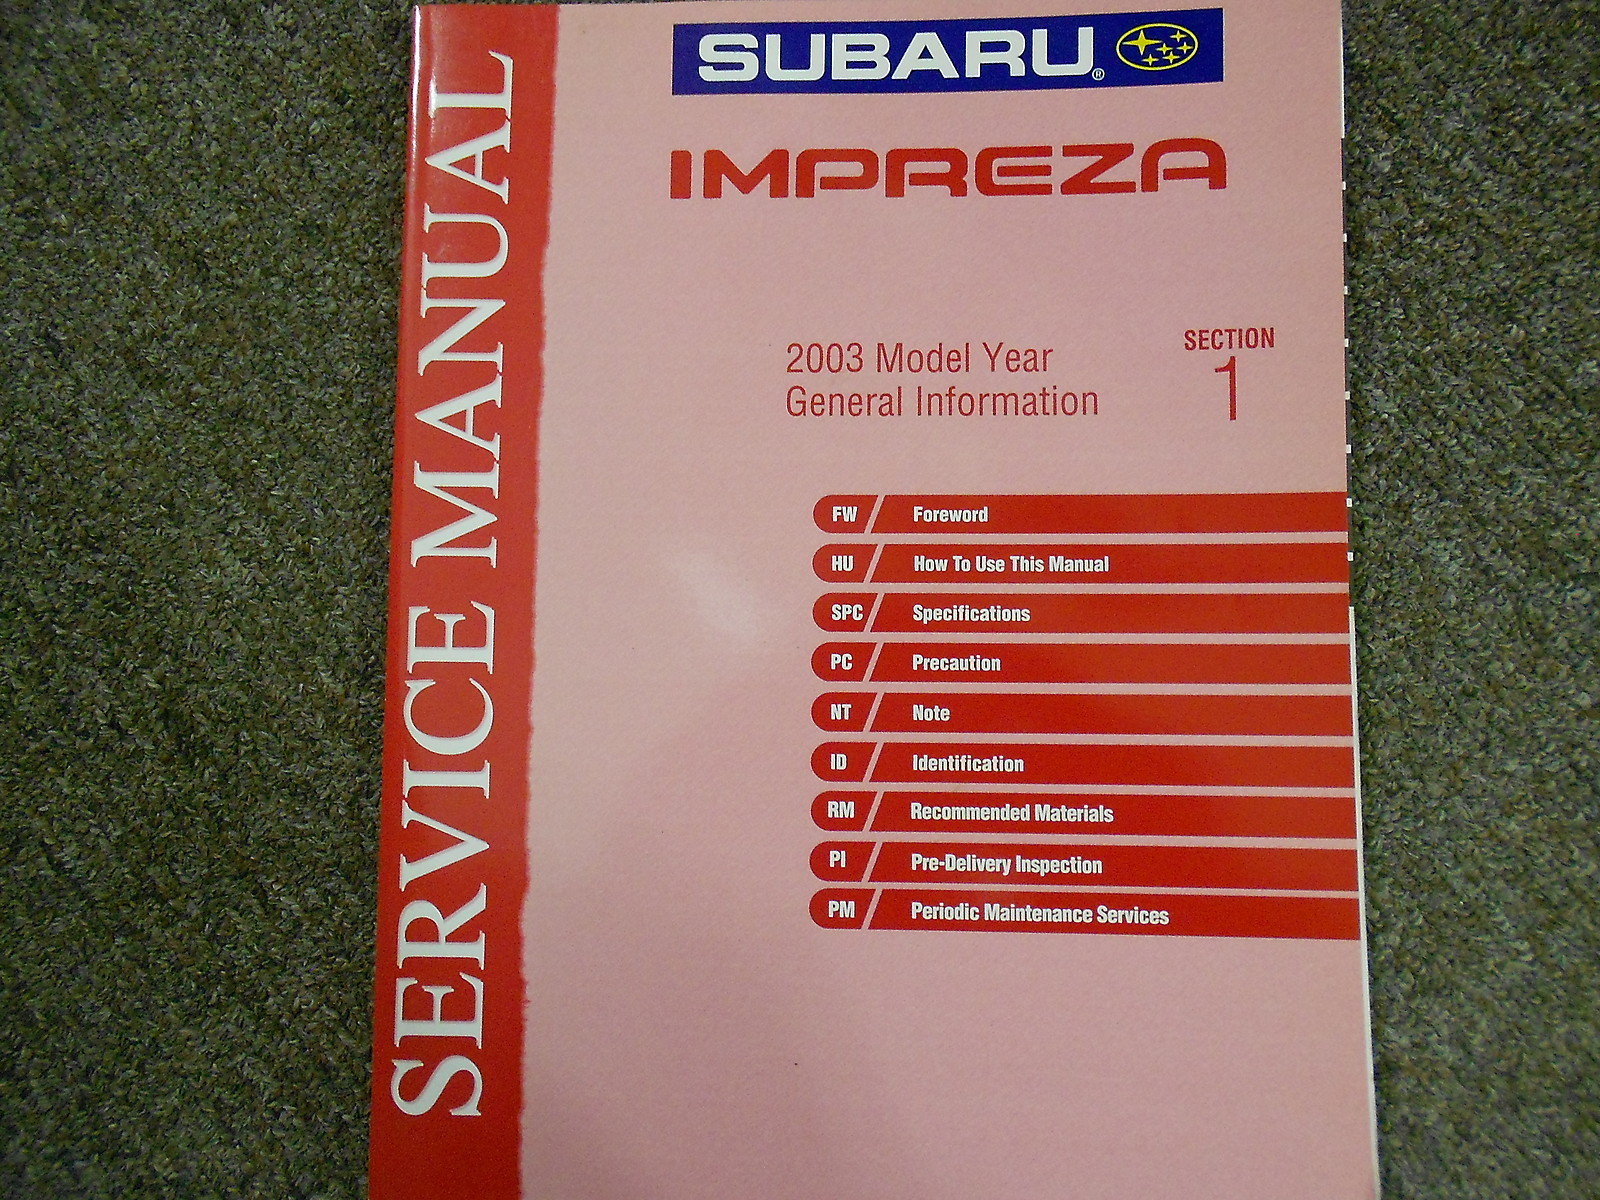 SERVICE MANUAL
SUBARU®
IMPREZA
2003 Model Year
General Information
SECTION
1
FW Foreword
HU How To Use This Manual
SPC Specifications
PC Precaution
NT Note
ID Identification
RM Recommended Materials
PI Pre-Delivery Inspection
PM Periodic Maintenance Services